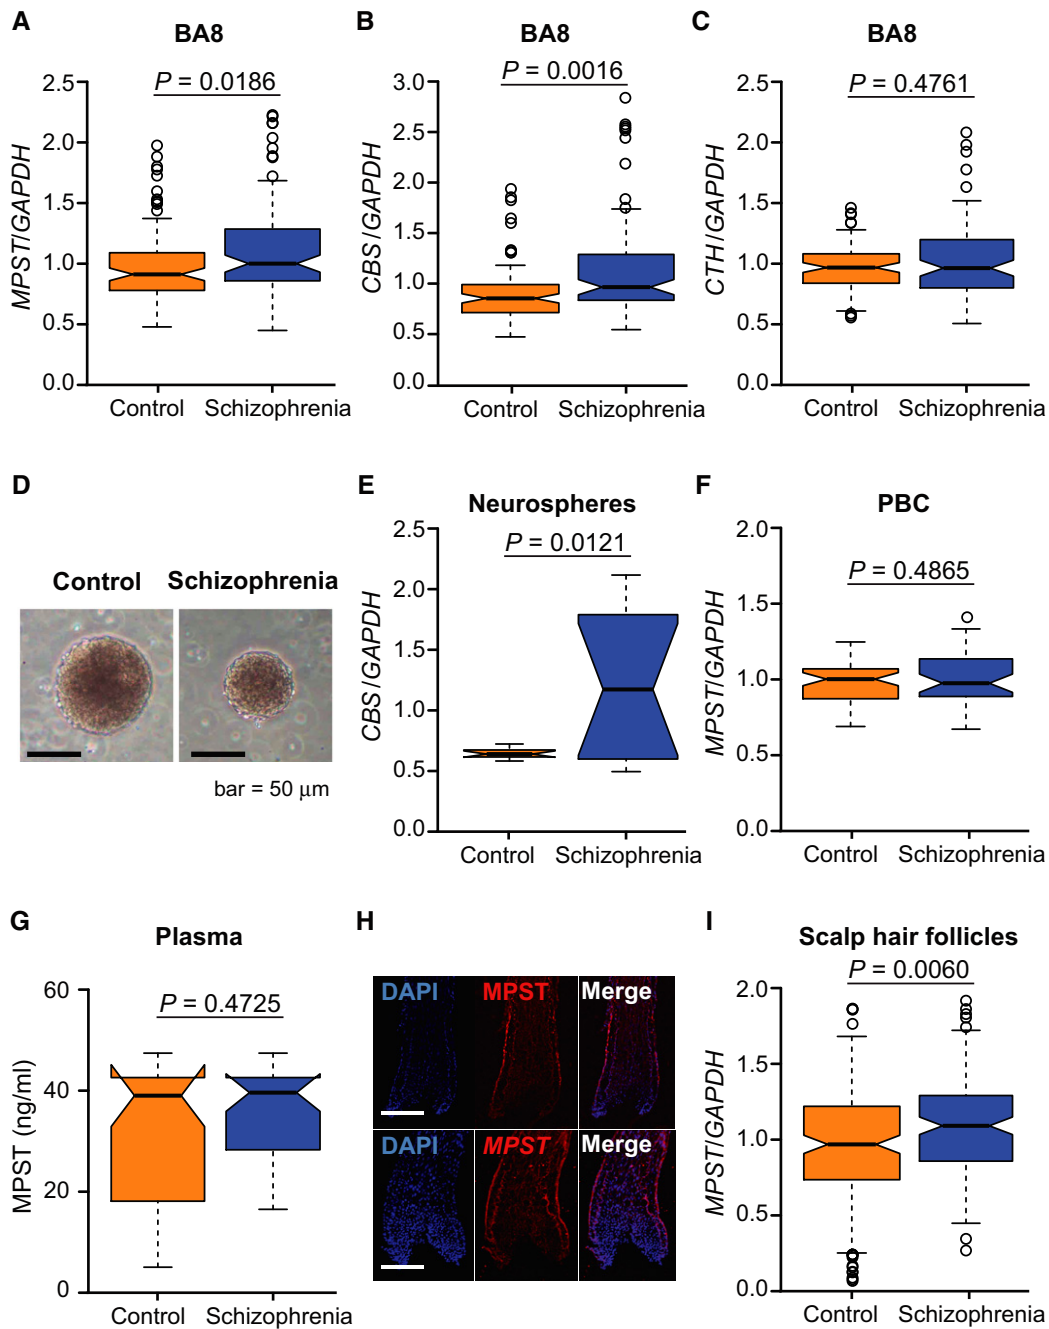 A
BA8
P = 0.0186
MPST/GAPDH
2.5
2.0
1.5
1.0
0.5
0.0
Control
Schizophrenia
B
BA8
P = 0.0016
CBS/GAPDH
3.0
2.5
2.0
1.5
1.0
0.5
0.0
Control
Schizophrenia
C
BA8
P = 0.4761
CTH/GAPDH
2.5
2.0
1.5
1.0
0.5
0.0
Control
Schizophrenia
D
Control
Schizophrenia
bar = 50 μm
E
Neurospheres
P = 0.0121
CBS/GAPDH
2.5
2.0
1.5
1.0
0.5
0.0
Control
Schizophrenia
F
PBC
P = 0.4865
MPST/GAPDH
2.0
1.5
1.0
0.5
0.0
Control
Schizophrenia
G
Plasma
P = 0.4725
MPST (ng/ml)
60
40
20
0
Control
Schizophrenia
H
DAPI
MPST
Merge
DAPI
MPST
Merge
I
Scalp hair follicles
P = 0.0060
MPST/GAPDH
2.0
1.5
1.0
0.5
0.0
Control
Schizophrenia